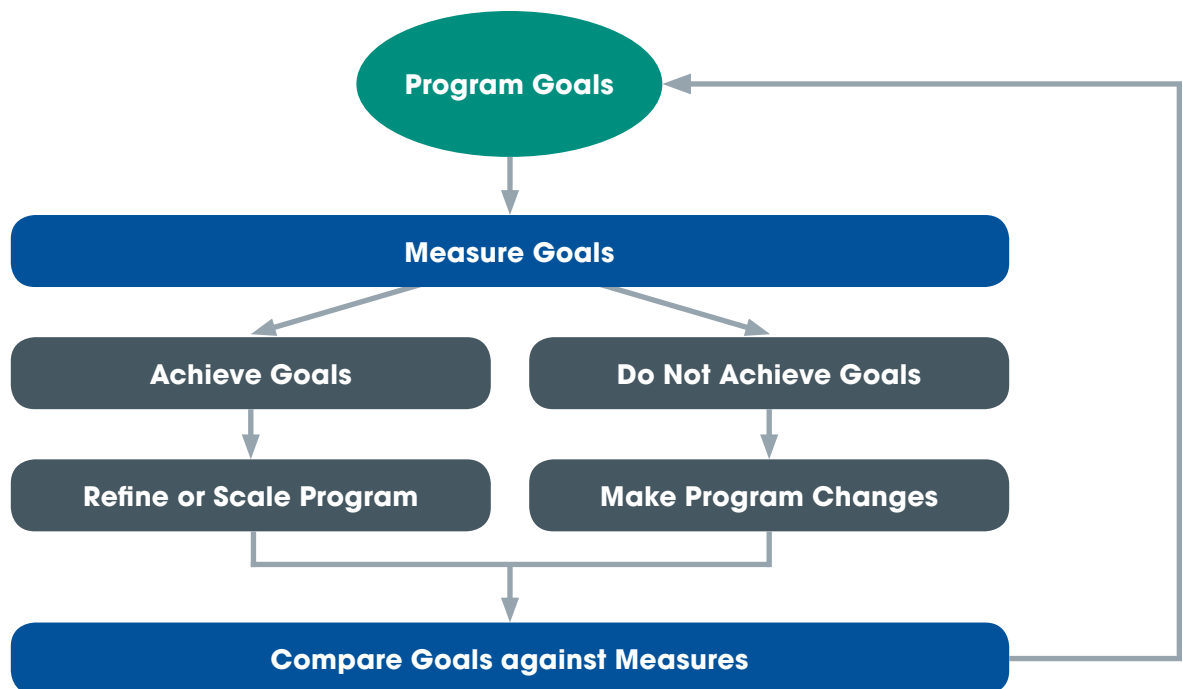 Program Goals
Measure Goals
Achieve Goals
Do Not Achieve Goals
Refine or Scale Program
Make Program Changes
Compare Goals against Measures